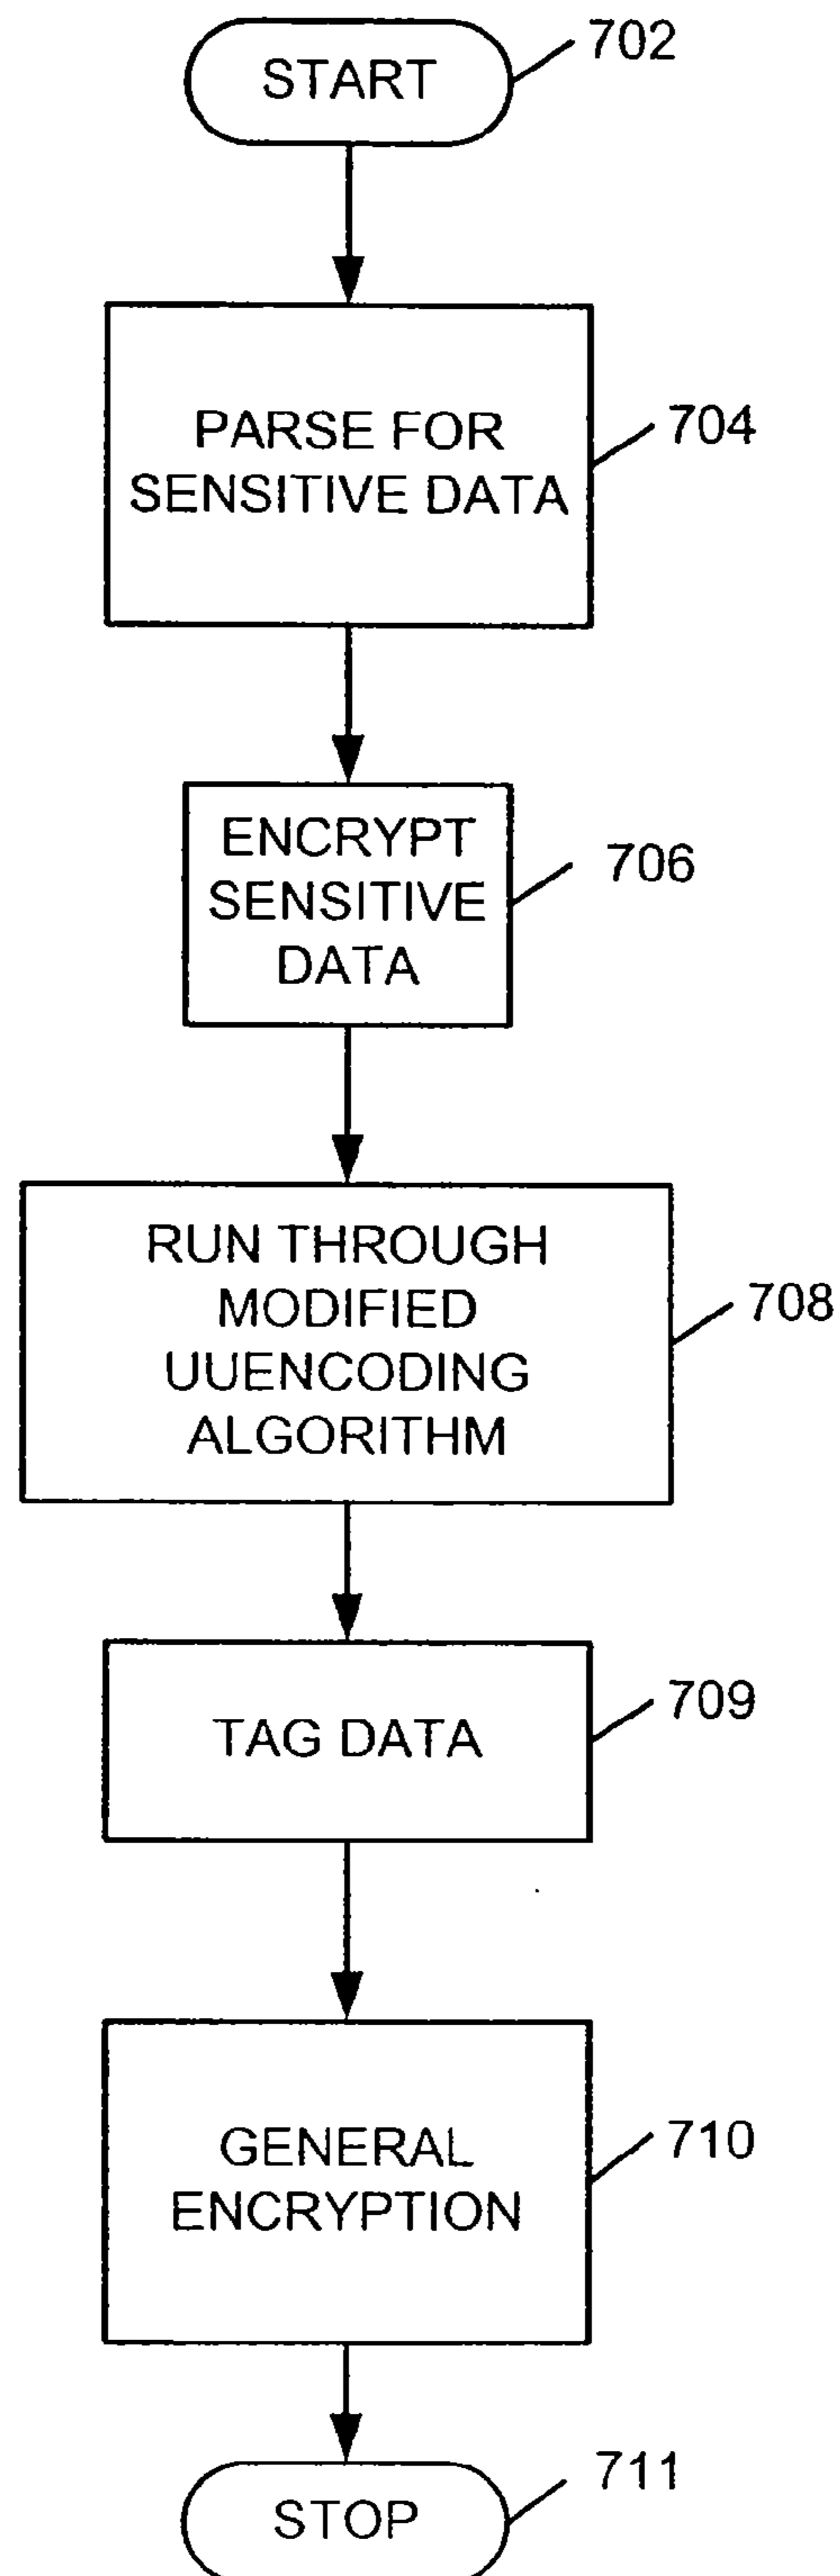 START
702
PARSE FOR
SENSITIVE DATA
704
ENCRYPT
SENSITIVE
DATA
706
RUN THROUGH
MODIFIED
UUENCODING
ALGORITHM
708
TAG DATA
709
GENERAL
ENCRYPTION
710
STOP
711